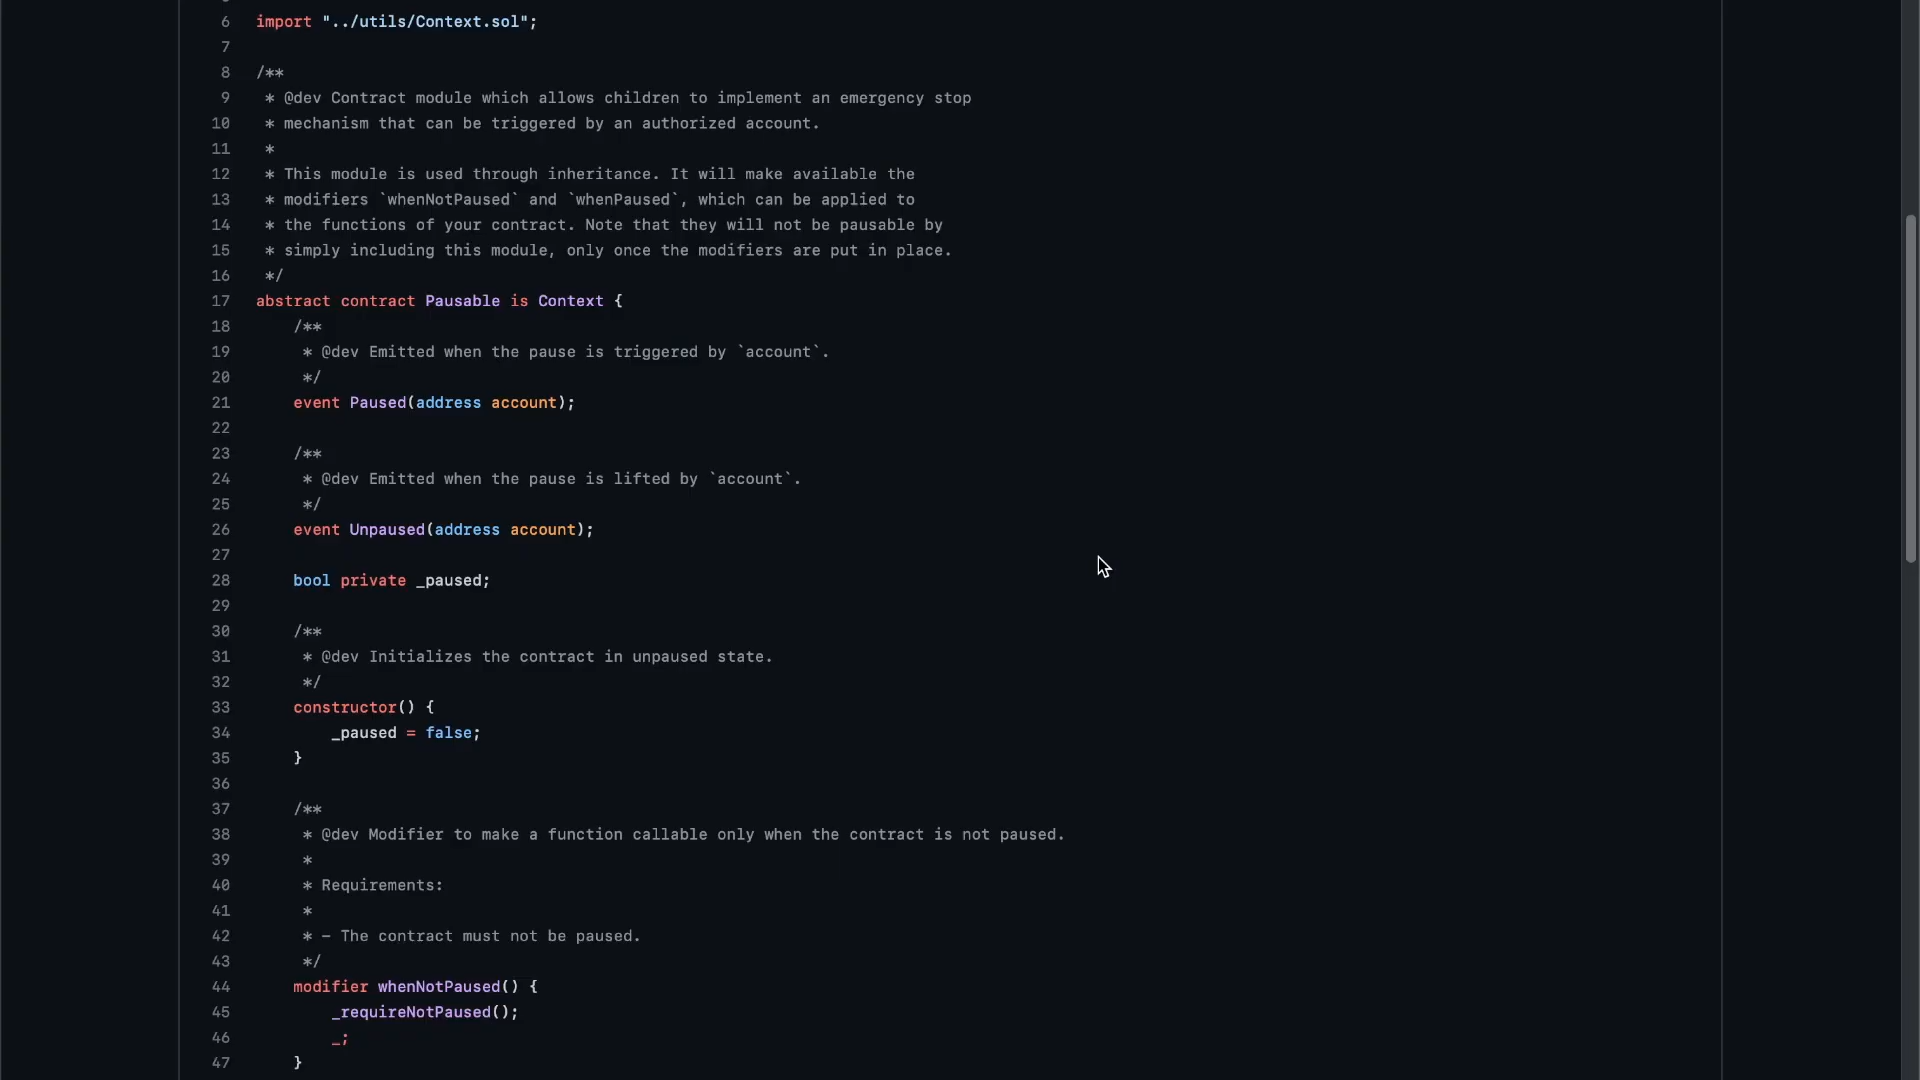 6 import "../utils/Context.sol";
7
8 /**
9  * @dev Contract module which allows children to implement an emergency stop
10  * mechanism that can be triggered by an authorized account.
11  *
12  * This module is used through inheritance. It will make available the
13  * modifiers `whenNotPaused` and `whenPaused`, which can be applied to
14  * the functions of your contract. Note that they will not be pausable by
15  * simply including this module, only once the modifiers are put in place.
16  */
17 abstract contract Pausable is Context {
18     /**
19      * @dev Emitted when the pause is triggered by `account`.
20      */
21     event Paused(address account);
22
23     /**
24      * @dev Emitted when the pause is lifted by `account`.
25      */
26     event Unpaused(address account);
27
28     bool private _paused;
29
30     /**
31      * @dev Initializes the contract in unpaused state.
32      */
33     constructor() {
34         _paused = false;
35     }
36
37     /**
38      * @dev Modifier to make a function callable only when the contract is not paused.
39      *
40      * Requirements:
41      *
42      * - The contract must not be paused.
43      */
44     modifier whenNotPaused() {
45         _requireNotPaused();
46         _;
47     }